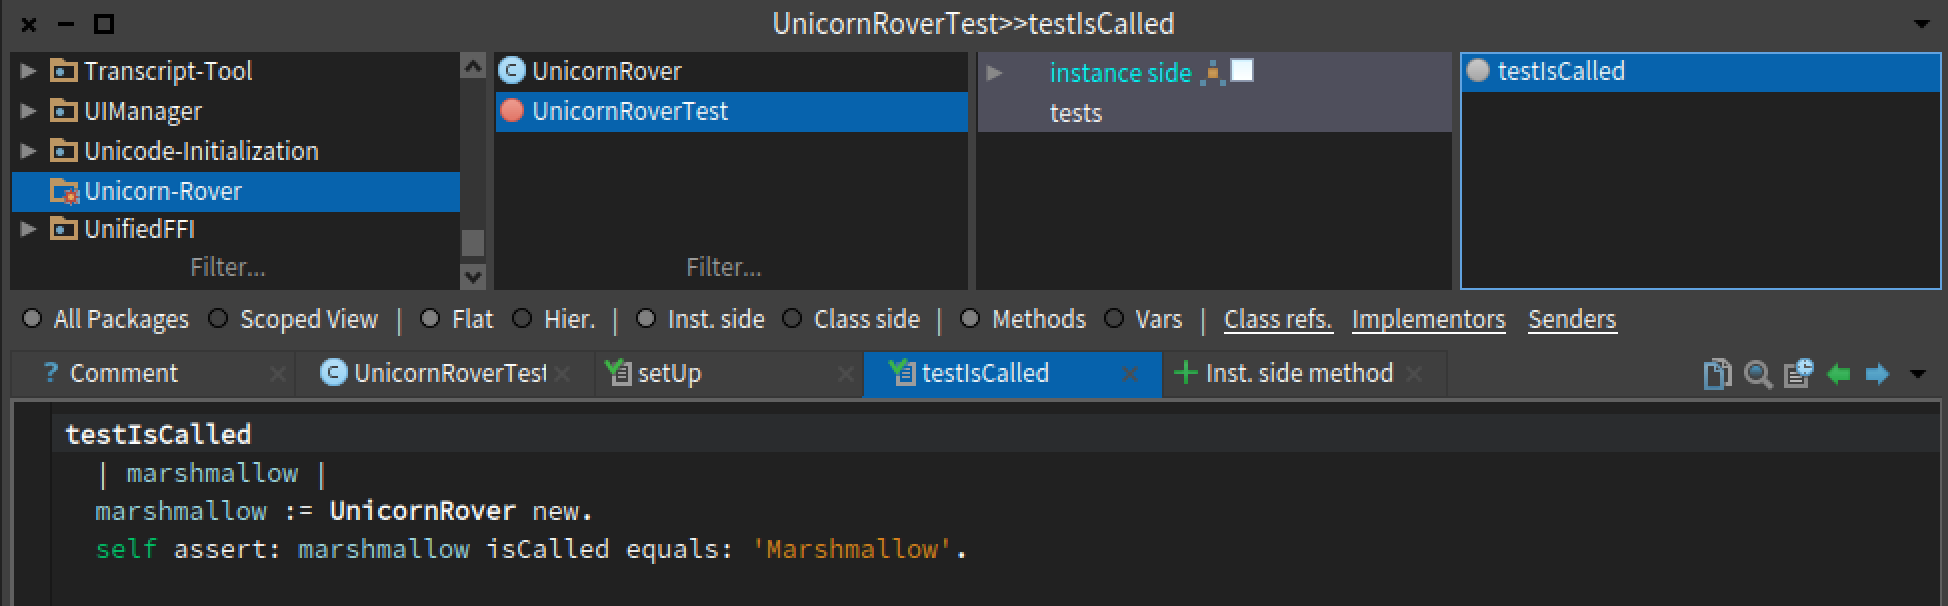 UnicornRoverTest>>testIsCalled
Transcript-Tool
UIManager
Unicode-Initialization
Unicorn-Rover
UnifiedFFI
Filter...
UnicornRover
UnicornRoverTest
Filter...
instance side
tests
testIsCalled
All Packages Scoped View | Flat Hier. | Inst. side Class side | Methods Vars | Class refs. Implementors Senders
? Comment UnicornRoverTest setUp testIsCalled Inst. side method
testIsCalled
| marshmallow |
marshmallow := UnicornRover new.
self assert: marshmallow isCalled equals: 'Marshmallow'.